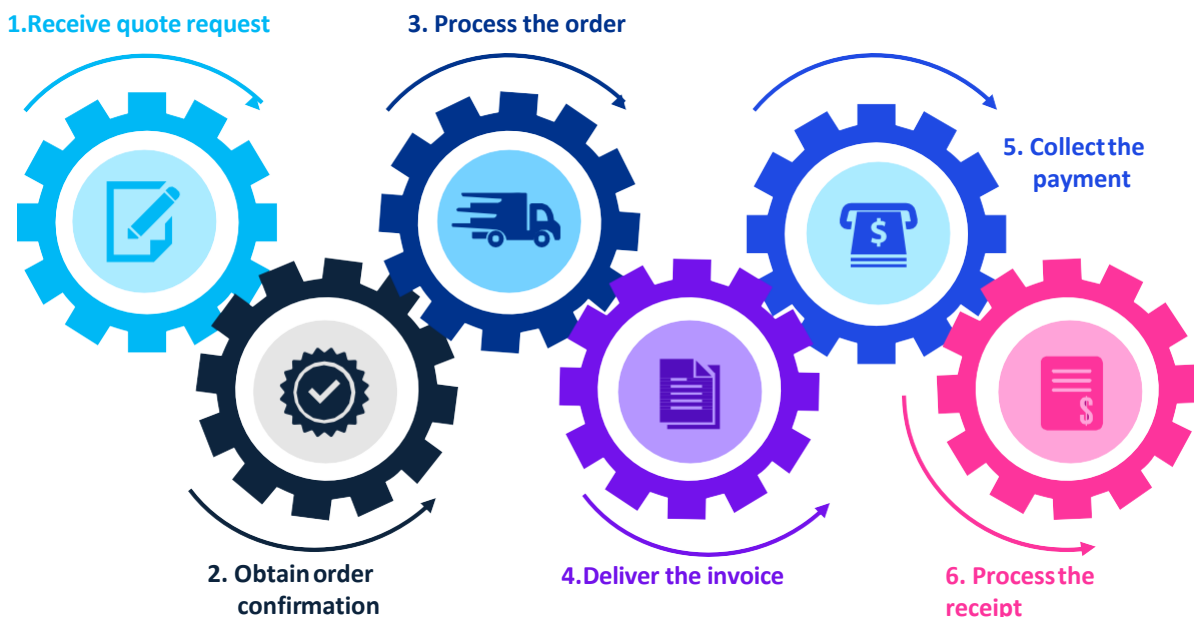 1.Receive quote request
3. Process the order
5. Collect the
payment
$
$
2. Obtain order
confirmation
4.Deliver the invoice
6. Process the
receipt